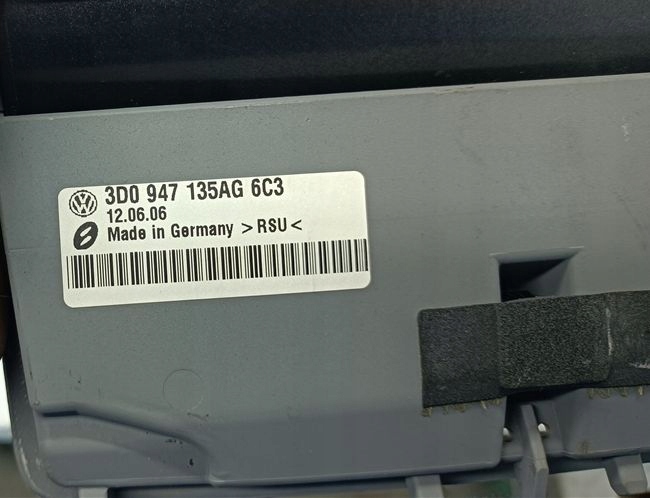 3D0 947 135AG 6C3
12.06.06
Made in Germany >RSU<